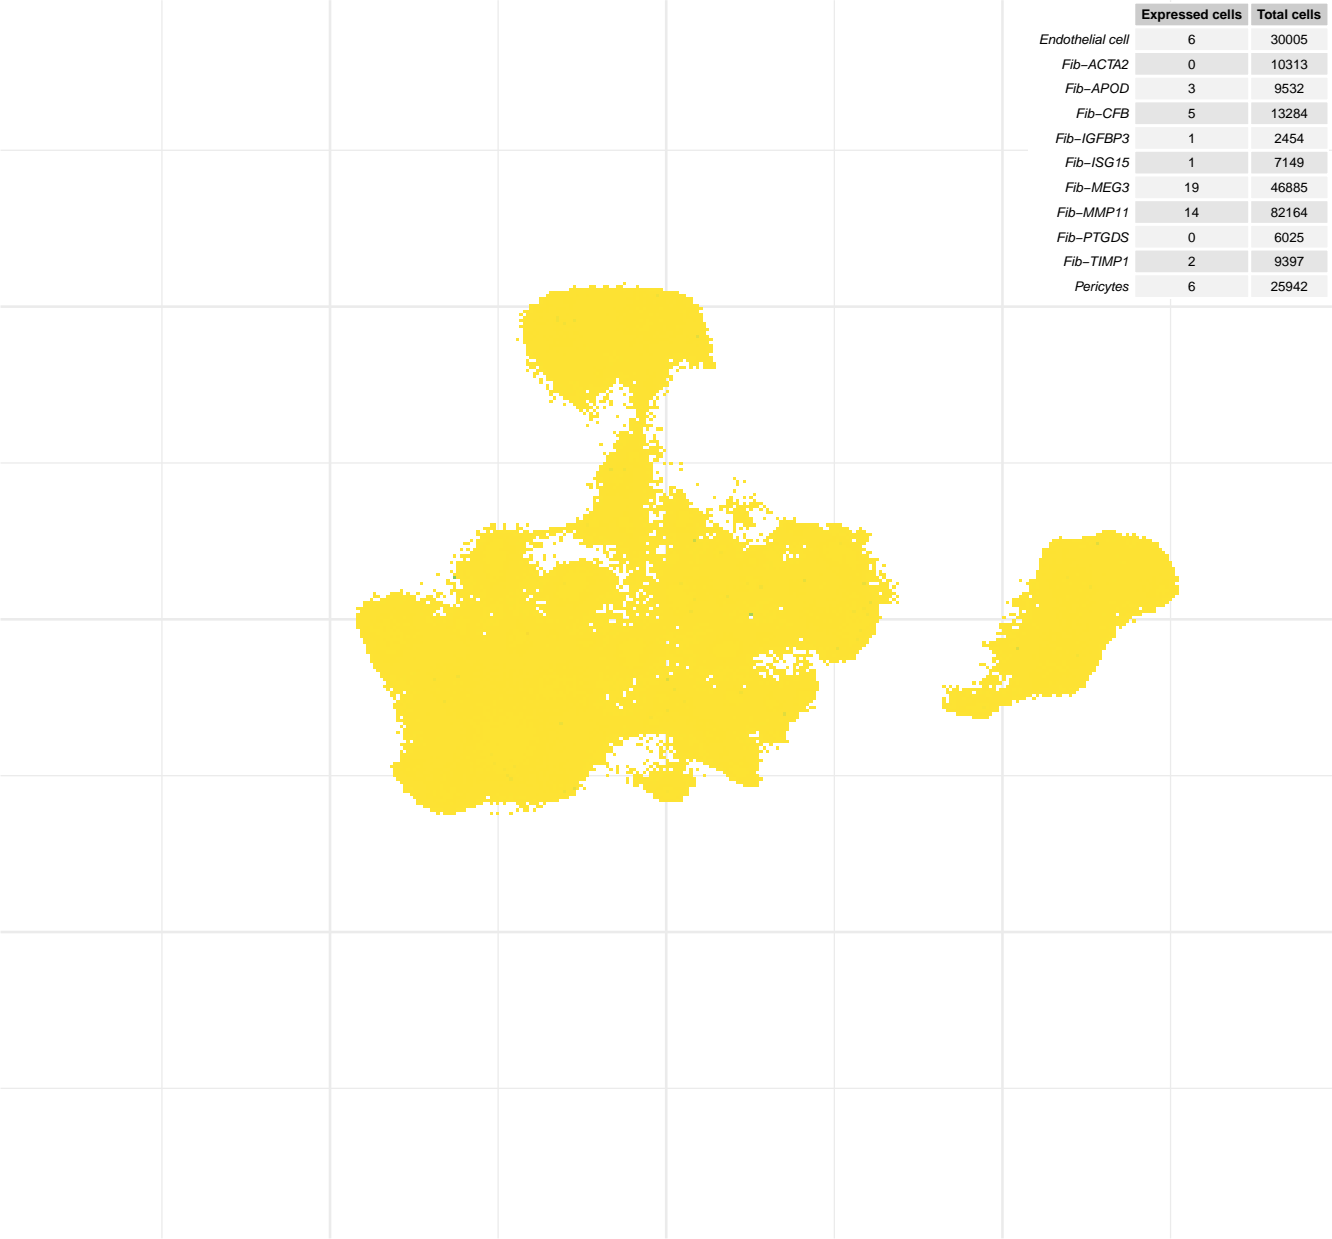 Expressed cells Total cells
Endothelial cell 6 30005
Fib−ACTA2 0 10313
Fib−APOD 3 9532
Fib−CFB 5 13284
Fib−IGFBP3 1 2454
Fib−ISG15 1 7149
Fib−MEG3 19 46885
Fib−MMP11 14 82164
Fib−PTGDS 0 6025
Fib−TIMP1 2 9397
Pericytes 6 25942